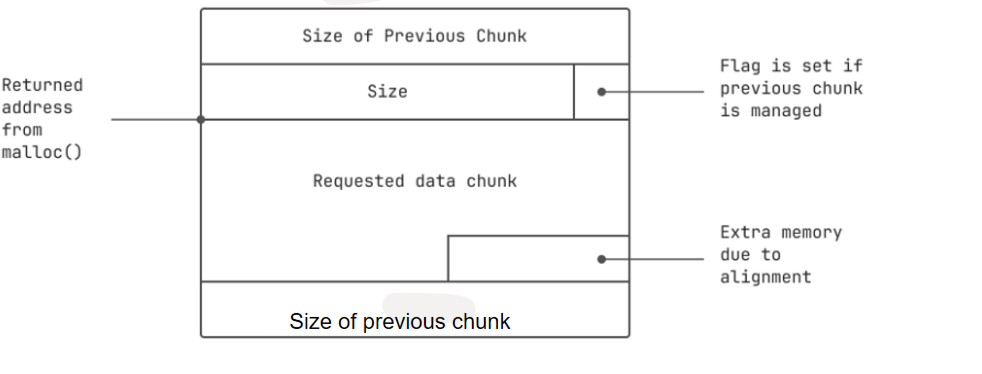 Size of Previous Chunk
Returned
address
from
malloc()
Size
Flag is set if
previous chunk
is managed
Requested data chunk
Extra memory
due to
alignment
Size of previous chunk